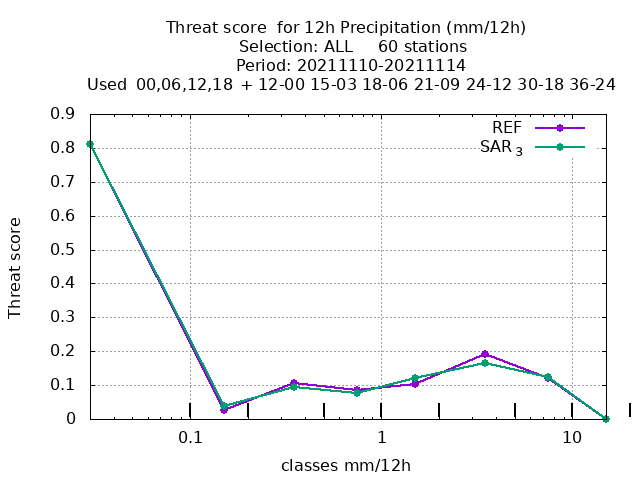 Threat score  for 12h Precipitation (mm/12h)
Selection: ALL     60 stations
Period: 20211110-20211114
Used  00,06,12,18  + 12-00 15-03 18-06 21-09 24-12 30-18 36-24
REF
SAR 3
0.9
0.8
0.7
0.6
0.5
0.4
0.3
0.2
0.1
0
Threat score
0.1 1 10
classes mm/12h